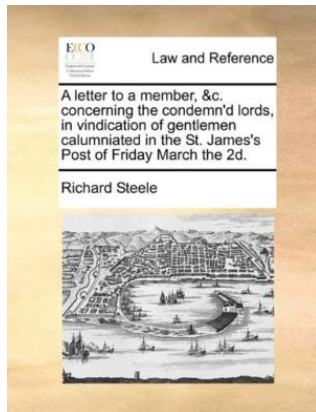 ECCO
Law and Reference
A letter to a member, &c.
concerning the condemn'd lords,
in vindication of gentlemen
calumniated in the St. James's
Post of Friday March the 2d.
Richard Steele